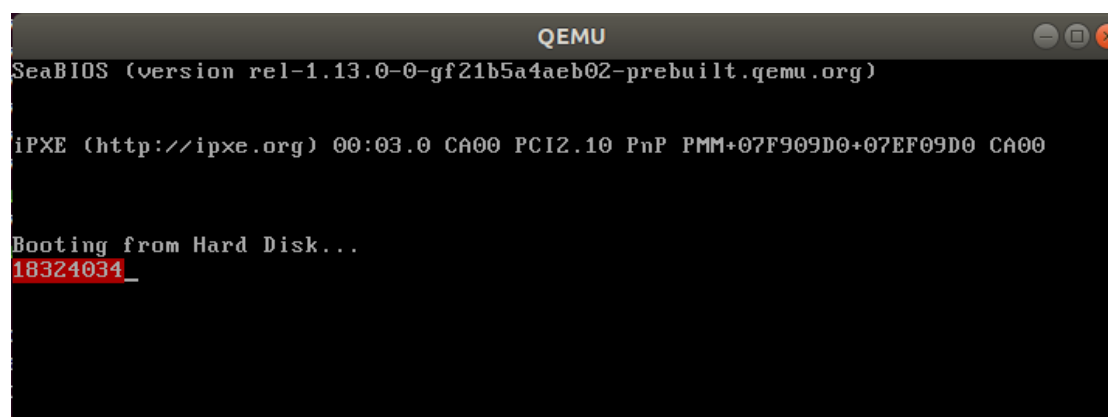 QEMU
SeaBIOS (version rel-1.13.0-0-gf21b5a4aeb02-prebuilt.qemu.org)
iPXE (http://ipxe.org) 00:03.0 CA00 PCI2.10 PnP PMM+07F909D0+07EF09D0 CA00
Booting from Hard Disk...
18324034_